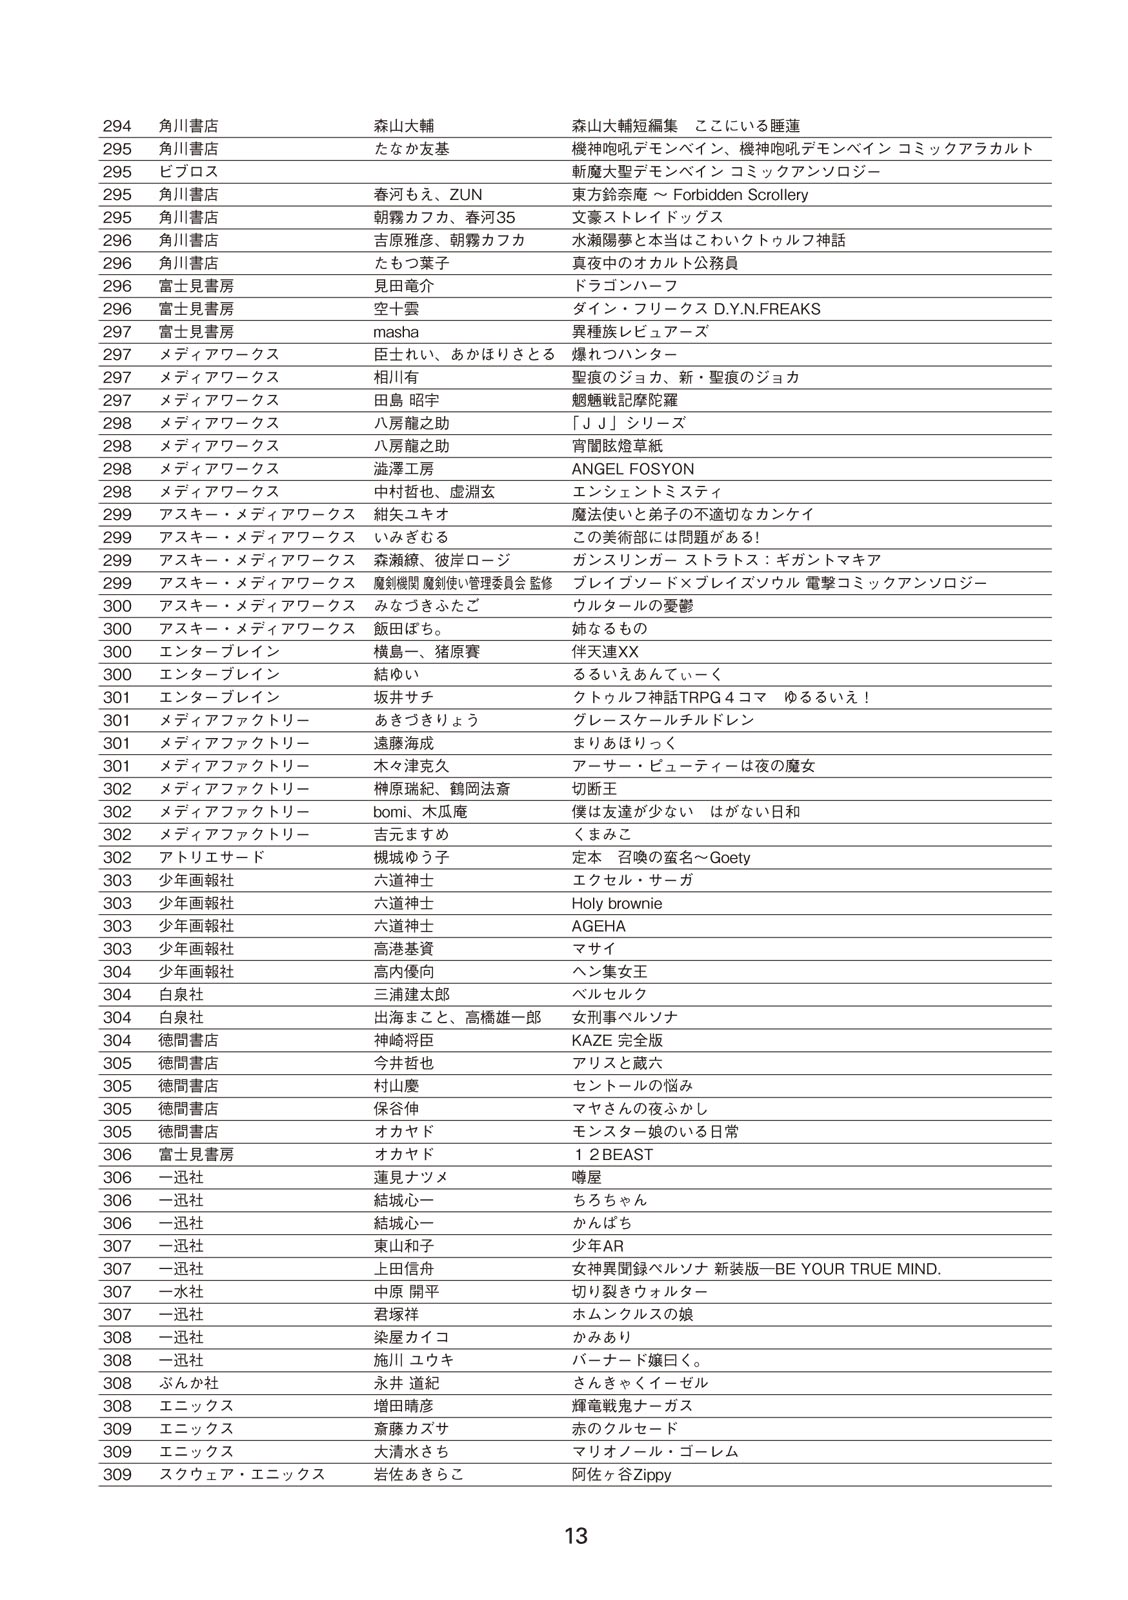 294 角川書店 森山大輔 森山大輔短編集　ここにいる睡蓮
295 角川書店 たなか友基 機神咆吼デモンベイン、機神咆吼デモンベイン コミックアラカルト
295 ビブロス 斬魔大聖デモンベイン コミックアンソロジー
295 角川書店 春河もえ、ZUN 東方鈴奈庵 〜 Forbidden Scrollery
295 角川書店 朝霧カフカ、春河35 文豪ストレイドッグス
296 角川書店 吉原雅彦、朝霧カフカ 水瀬陽夢と本当はこわいクトゥルフ神話
296 角川書店 たもつ葉子 真夜中のオカルト公務員
296 富士見書房 見田竜介 ドラゴンハーフ
296 富士見書房 空十雲 ダイン・フリークス D.Y.N.FREAKS
297 富士見書房 masha 異種族レビュアーズ
297 メディアワークス 臣士れい、あかほりさとる 爆れつハンター
297 メディアワークス 相川有 聖痕のジョカ、新・聖痕のジョカ
297 メディアワークス 田島 昭宇 魍魎戦記摩陀羅
298 メディアワークス 八房龍之助 「ＪＪ」シリーズ
298 メディアワークス 八房龍之助 宵闇眩燈草紙
298 メディアワークス 澁澤工房 ANGEL FOSYON
298 メディアワークス 中村哲也、虚淵玄 エンシェントミスティ
299 アスキー・メディアワークス 紺矢ユキオ 魔法使いと弟子の不適切なカンケイ
299 アスキー・メディアワークス いみぎむる この美術部には問題がある!
299 アスキー・メディアワークス 森瀬繚、彼岸ロージ ガンスリンガー ストラトス：ギガントマキア
299 アスキー・メディアワークス 魔剣機関 魔剣使い管理委員会 監修 ブレイブソード×ブレイズソウル 電撃コミックアンソロジー
300 アスキー・メディアワークス みなづきふたご ウルタールの憂鬱
300 アスキー・メディアワークス 飯田ぽち。 姉なるもの
300 エンターブレイン 横島一、猪原賽 伴天連XX
300 エンターブレイン 結ゆい るるいえあんてぃーく
301 エンターブレイン 坂井サチ クトゥルフ神話TRPG４コマ　ゆるるいえ！
301 メディアファクトリー あきづきりょう グレースケールチルドレン
301 メディアファクトリー 遠藤海成 まりあほりっく
301 メディアファクトリー 木々津克久 アーサー・ピューティーは夜の魔女
302 メディアファクトリー 榊原瑞紀、鶴岡法斎 切断王
302 メディアファクトリー bomi、木瓜庵 僕は友達が少ない　はがない日和
302 メディアファクトリー 吉元ますめ くまみこ
302 アトリエサード 槻城ゆう子 定本　召喚の蛮名〜Goety
303 少年画報社 六道神士 エクセル・サーガ
303 少年画報社 六道神士 Holy brownie
303 少年画報社 六道神士 AGEHA
303 少年画報社 高港基資 マサイ
304 少年画報社 高内優向 ヘン集女王
304 白泉社 三浦建太郎 ベルセルク
304 白泉社 出海まこと、高橋雄一郎 女刑事ペルソナ
304 徳間書店 神崎将臣 KAZE 完全版
305 徳間書店 今井哲也 アリスと蔵六
305 徳間書店 村山慶 セントールの悩み
305 徳間書店 保谷伸 マヤさんの夜ふかし
305 徳間書店 オカヤド モンスター娘のいる日常
306 富士見書房 オカヤド １２BEAST
306 一迅社 蓮見ナツメ 噂屋
306 一迅社 結城心一 ちろちゃん
306 一迅社 結城心一 かんぱち
307 一迅社 東山和子 少年AR
307 一迅社 上田信舟 女神異聞録ペルソナ 新装版―BE YOUR TRUE MIND.
307 一水社 中原 開平 切り裂きウォルター
307 一迅社 君塚祥 ホムンクルスの娘
308 一迅社 染屋カイコ かみあり
308 一迅社 施川 ユウキ バーナード嬢曰く。
308 ぶんか社 永井 道紀 さんきゃくイーゼル
308 エニックス 増田晴彦 輝竜戦鬼ナーガス
309 エニックス 斎藤カズサ 赤のクルセード
309 エニックス 大清水さち マリオノール・ゴーレム
309 スクウェア・エニックス 岩佐あきらこ 阿佐ヶ谷Zippy
13